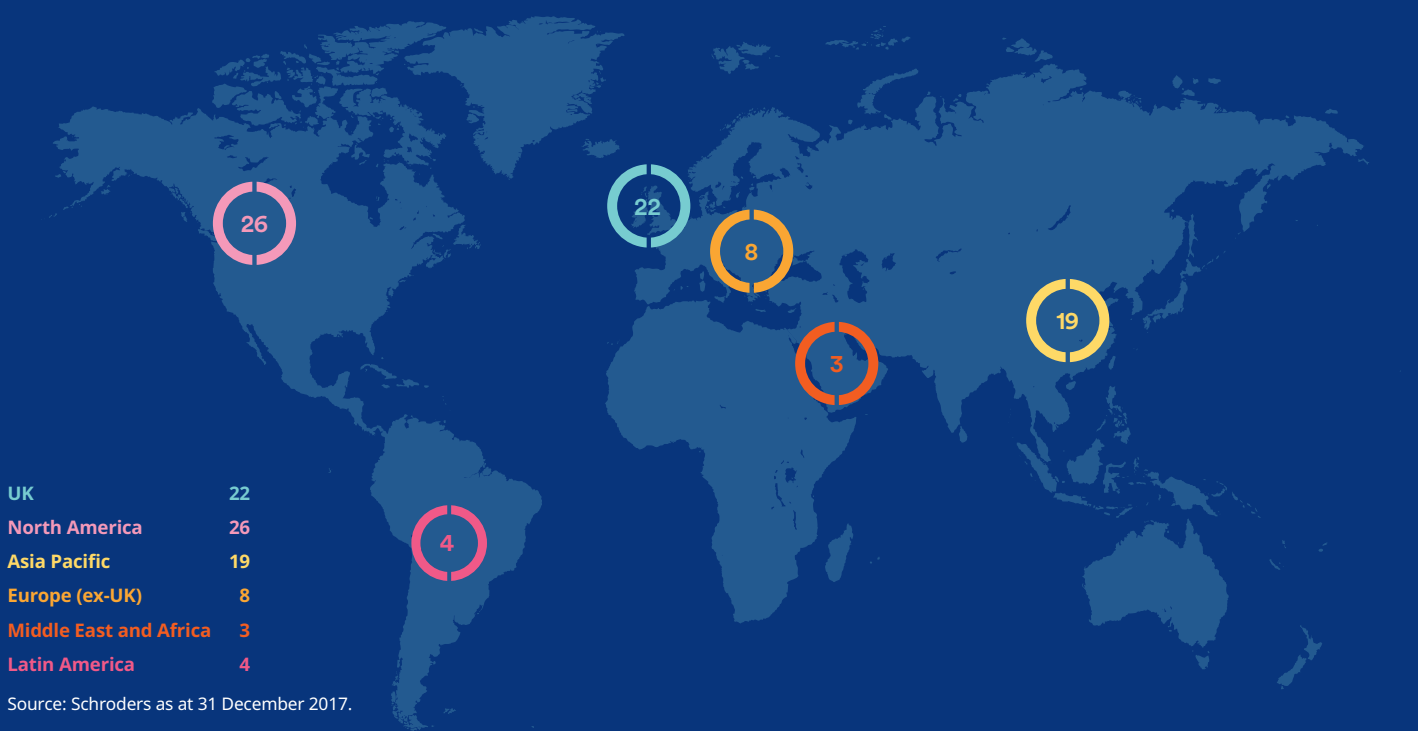 26
22
8
19
3
4
UK 22
North America 26
Asia Pacific 19
Europe (ex-UK) 8
Middle East and Africa 3
Latin America 4
Source: Schroders as at 31 December 2017.